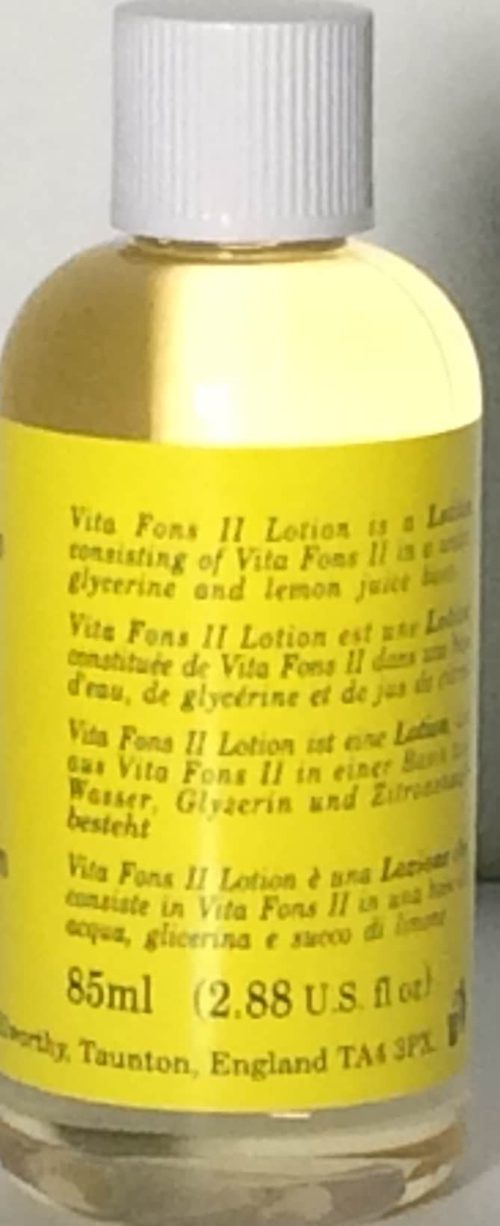 Vita Fons II Lotion is a Lotion
consisting of Vita Fons II in a
glycerine and lemon juice
Vita Fons II Lotion est une Lotion
constituée de Vita Fons II dans une
d'eau, de glycérine et de jus de
Vita Fons II Lotion ist eine Lotion,
aus Vita Fons II in einer Basis
Wasser, Glyzerin und
besteht
Vita Fons II Lotion è una Lozione che
consiste in Vita Fons II in una
acqua, glicerina e succo di limone
85ml (2.88 U.S. fl oz)
Taunton, England TA4 3PX.